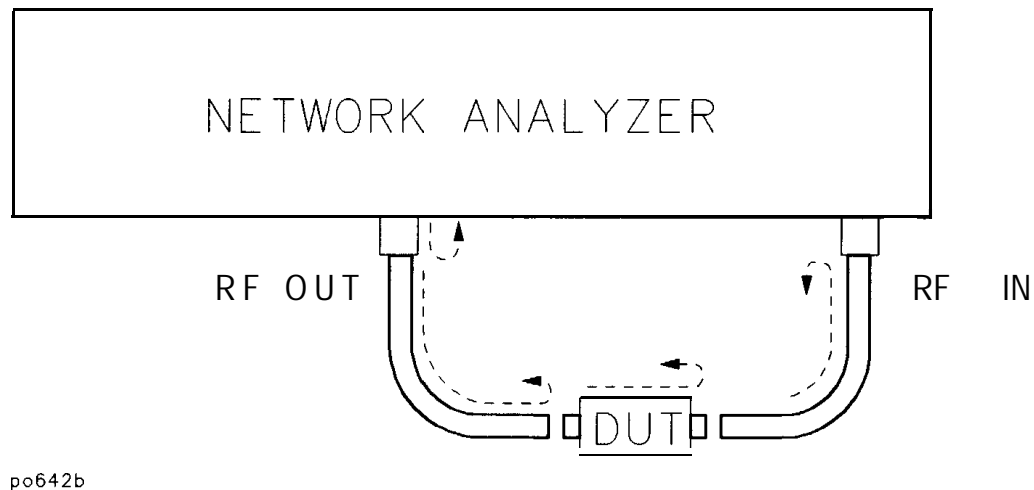 NETWORK ANALYZER
RF OUT
RF IN
DUT
po642b